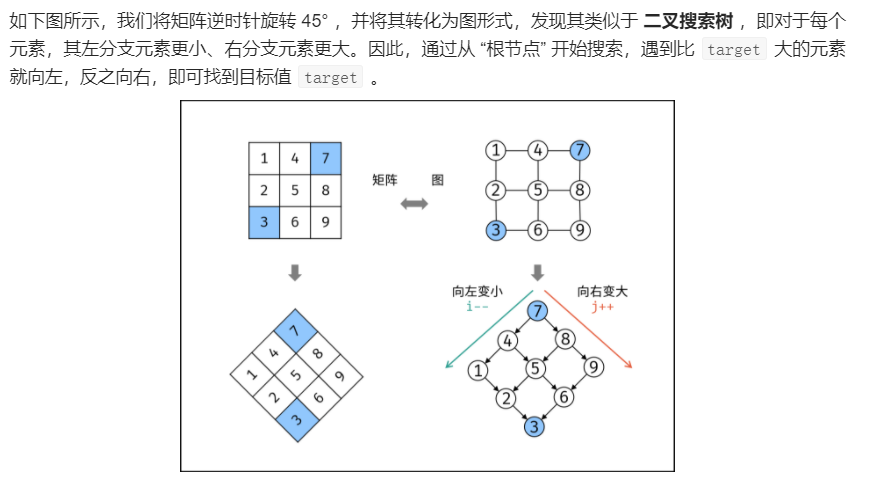 如下图所示，我们将矩阵逆时针旋转 45° ，并将其转化为图形式，发现其类似于 二叉搜索树 ，即对于每个
元素，其左分支元素更小、右分支元素更大。因此，通过从 “根节点” 开始搜索，遇到比 target 大的元素
就向左，反之向右，即可找到目标值 target 。
1 4 7
2 5 8
3 6 9
矩阵 图
1 4 7
2 5 8
3 6 9
7
4 8
1 5 9
2 6
3
向左变小 向右变大
i-- j++
7
4 8
1 5 9
2 6
3